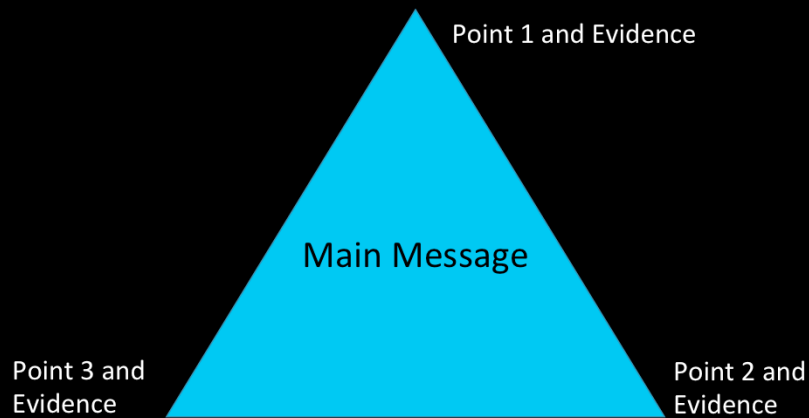 Point 1 and Evidence
Main Message
Point 3 and
Evidence
Point 2 and
Evidence